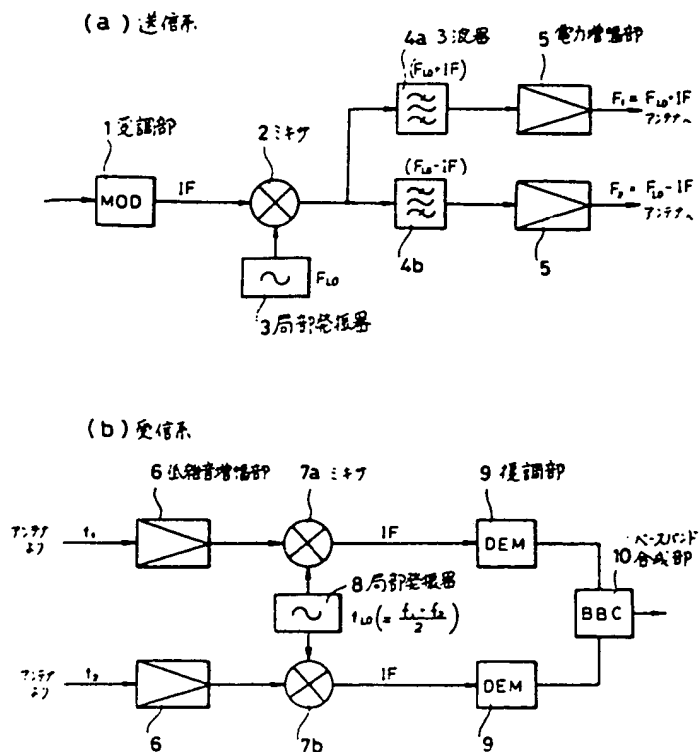 (a) 送信系
4a 3波器
5 電力増幅部
(FLO+IF)
F₁ = FLO+IF
アンテナへ
1 変調部
2 ミキサ
MOD
IF
(FLO-IF)
F₂ = FLO-IF
アンテナへ
4b
5
FLO
3 局部発振器
(b) 受信系
6 低雑音増幅部
7a ミキサ
9 復調部
アンテナより
f₁
IF
DEM
ベースバンド
10 合成部
8 局部発振器
fLO(= f₁-f₂/2)
BBC
アンテナより
f₂
IF
DEM
6
7b
9